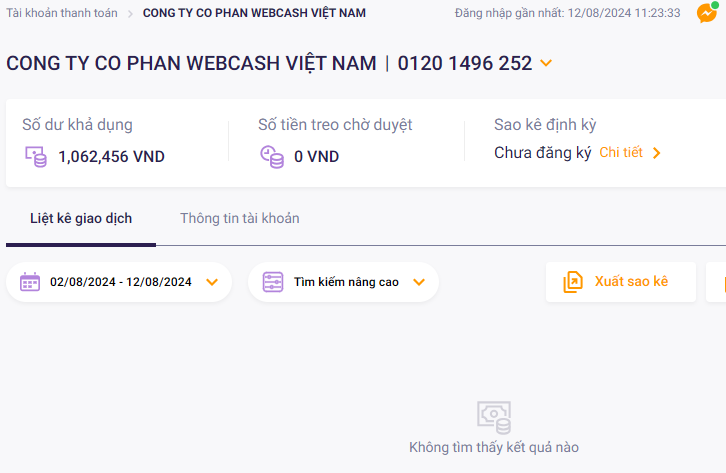 Tài khoản thanh toán > CONG TY CO PHAN WEBCASH VIỆT NAM Đăng nhập gần nhất: 12/08/2024 11:23:33
CONG TY CO PHAN WEBCASH VIỆT NAM | 0120 1496 252
Số dư khả dụng Số tiền treo chờ duyệt Sao kê định kỳ
1,062,456 VND 0 VND Chưa đăng ký Chi tiết >
Liệt kê giao dịch Thông tin tài khoản
02/08/2024 - 12/08/2024 Tìm kiếm nâng cao Xuất sao kê
Không tìm thấy kết quả nào